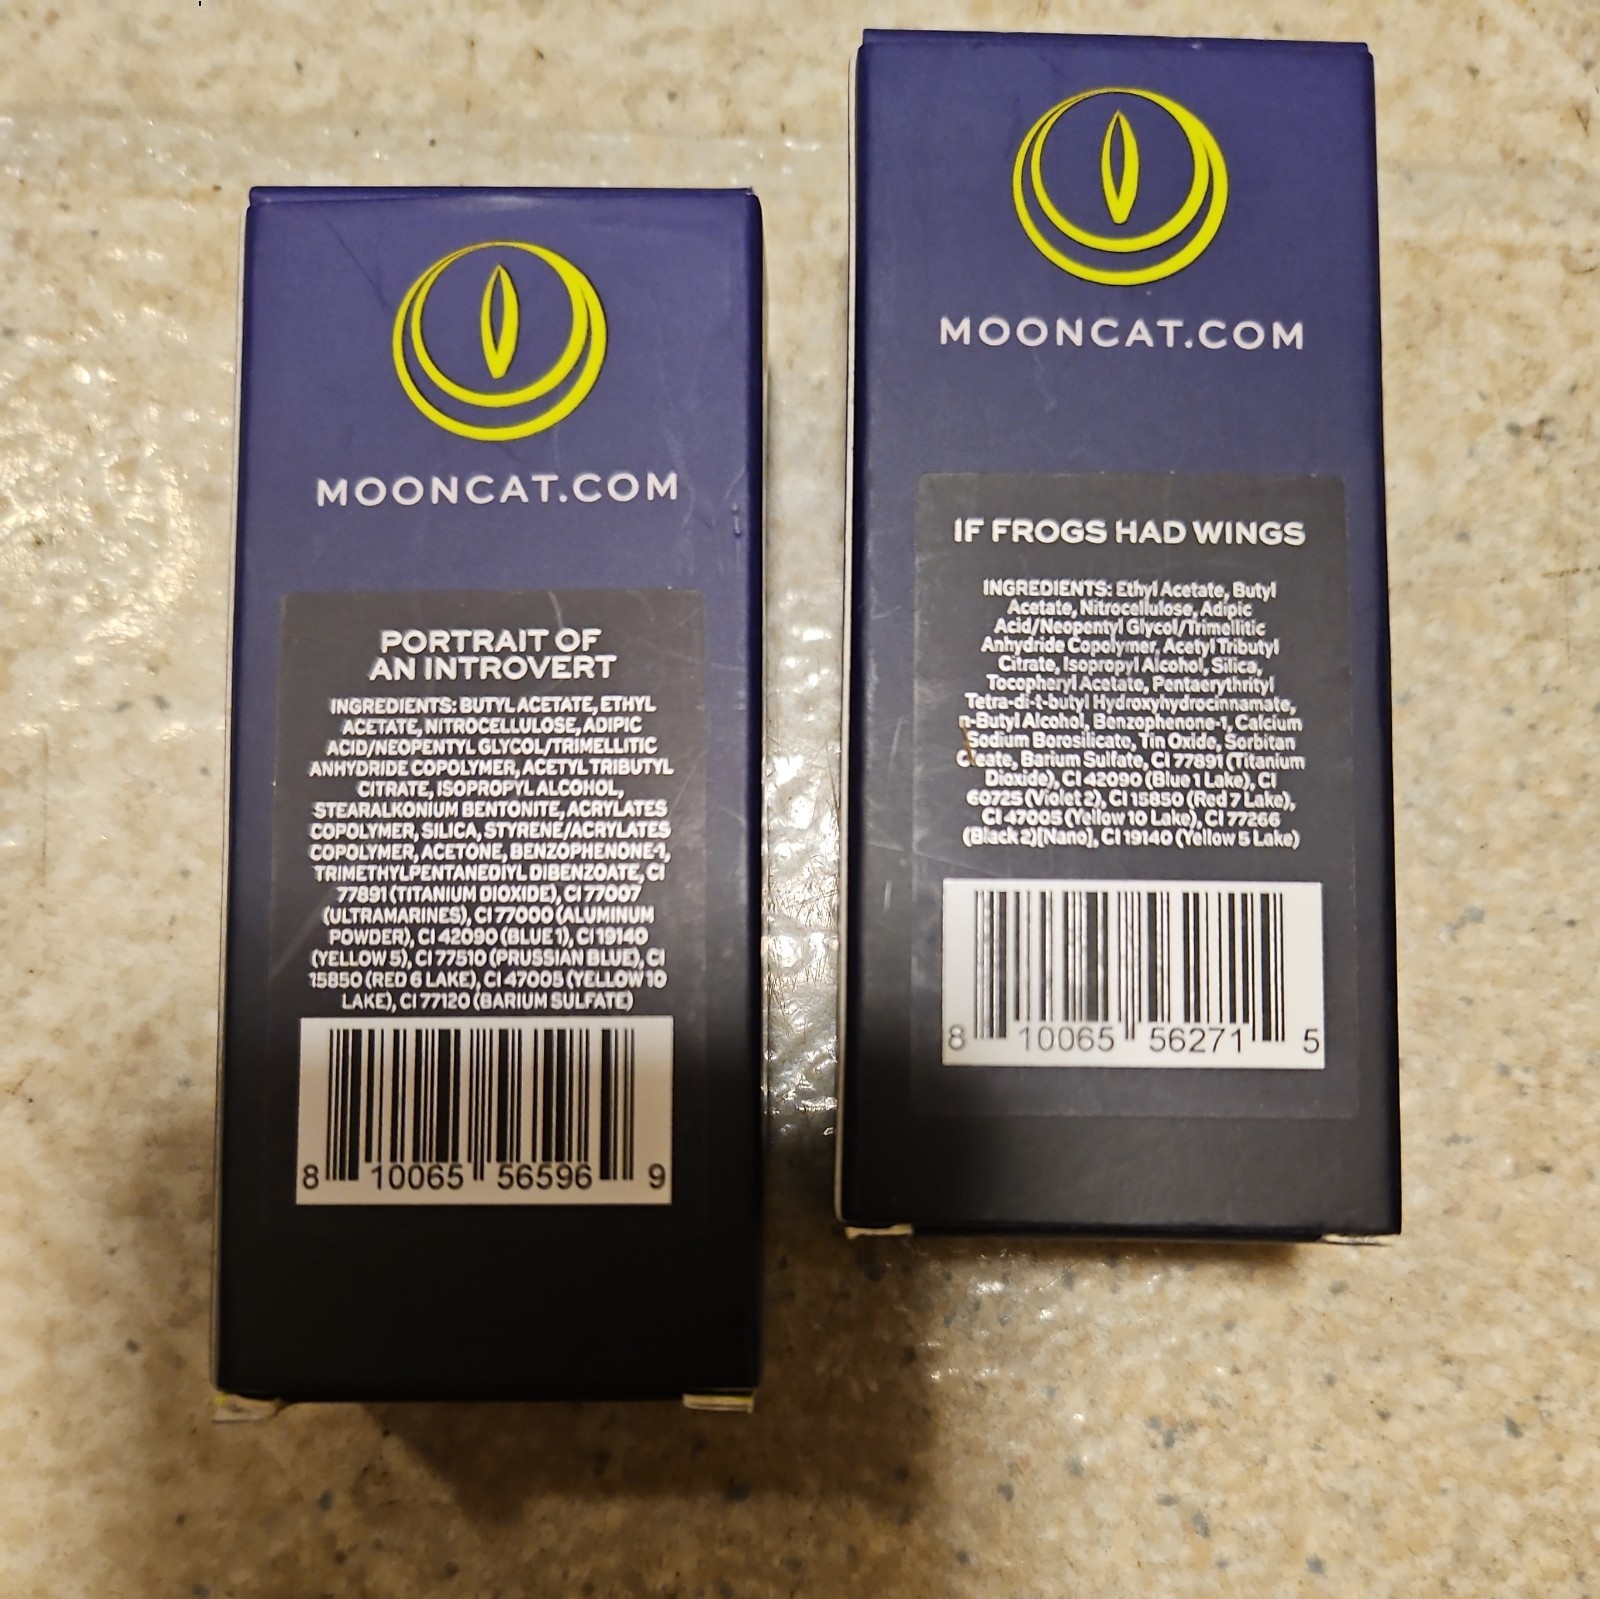 MOONCAT.COM
PORTRAIT OF
AN INTROVERT
INGREDIENTS: BUTYL ACETATE, ETHYL
ACETATE, NITROCELLULOSE, ADIPIC
ACID/NEOPENTYL GLYCOL/TRIMELLITIC
ANHYDRIDE COPOLYMER, ACETYL TRIBUTYL
CITRATE, ISOPROPYL ALCOHOL,
STEARALKONIUM BENTONITE, ACRYLATES
COPOLYMER, SILICA, STYRENE/ACRYLATES
COPOLYMER, ACETONE, BENZOPHENONE-1,
TRIMETHYLPENTANEDIYL DIBENZOATE, CI
77891 (TITANIUM DIOXIDE), CI 77007
(ULTRAMARINES), CI 77000 (ALUMINUM
POWDER), CI 42090 (BLUE 1), CI 19140
(YELLOW 5), CI 77510 (PRUSSIAN BLUE), CI
15850 (RED 6 LAKE), CI 47005 (YELLOW 10
LAKE), CI 77120 (BARIUM SULFATE)
8 10065 56596 9
MOONCAT.COM
IF FROGS HAD WINGS
INGREDIENTS: Ethyl Acetate, Butyl
Acetate, Nitrocellulose, Adipic
Acid/Neopentyl Glycol/Trimellitic
Anhydride Copolymer, Acetyl Tributyl
Citrate, Isopropyl Alcohol, Silica,
Tocopheryl Acetate, Pentaerythrityl
Tetra-di-t-butyl Hydroxyhydrocinnamate,
n-Butyl Alcohol, Benzophenone-1, Calcium
Sodium Borosilicate, Tin Oxide, Sorbitan
Oleate, Barium Sulfate, CI 77891 (Titanium
Dioxide), CI 42090 (Blue 1 Lake), CI
60725 (Violet 2), CI 15850 (Red 7 Lake),
CI 47005 (Yellow 10 Lake), CI 77266
(Black 2)[Nano], CI 19140 (Yellow 5 Lake)
8 10065 56271 5